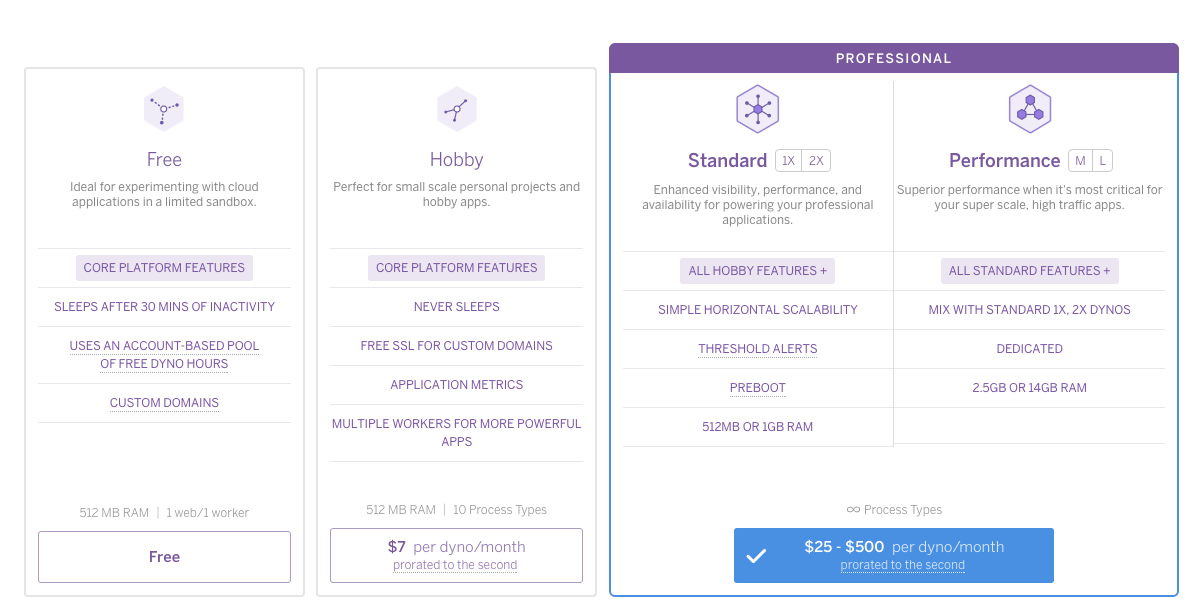 Free
Ideal for experimenting with cloud
applications in a limited sandbox.
CORE PLATFORM FEATURES
SLEEPS AFTER 30 MINS OF INACTIVITY
USES AN ACCOUNT-BASED POOL
OF FREE DYNO HOURS
CUSTOM DOMAINS
512 MB RAM | 1 web/1 worker
Free
Hobby
Perfect for small scale personal projects and
hobby apps.
CORE PLATFORM FEATURES
NEVER SLEEPS
FREE SSL FOR CUSTOM DOMAINS
APPLICATION METRICS
MULTIPLE WORKERS FOR MORE POWERFUL
APPS
512 MB RAM | 10 Process Types
$7 per dyno/month
prorated to the second
PROFESSIONAL
Standard 1X 2X
Enhanced visibility, performance, and
availability for powering your professional
applications.
ALL HOBBY FEATURES +
SIMPLE HORIZONTAL SCALABILITY
THRESHOLD ALERTS
PREBOOT
512MB OR 1GB RAM
Performance M L
Superior performance when it's most critical for
your super scale, high traffic apps.
ALL STANDARD FEATURES +
MIX WITH STANDARD 1X, 2X DYNOS
DEDICATED
2.5GB OR 14GB RAM
∞ Process Types
$25 - $500 per dyno/month
prorated to the second